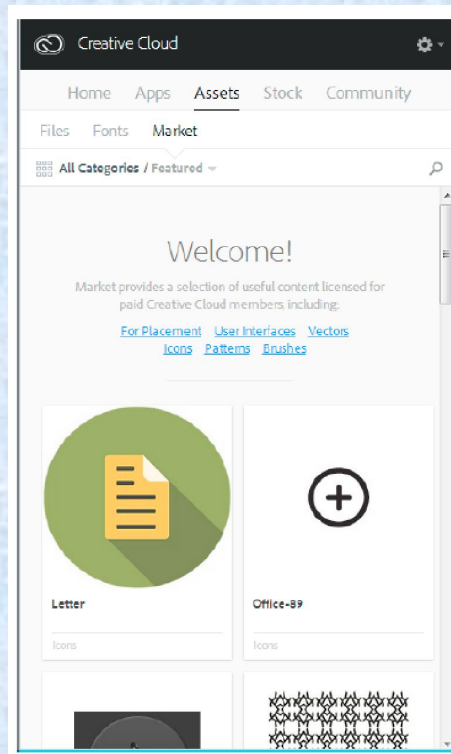 Creative Cloud
Home Apps Assets Stock Community
Files Fonts Market
All Categories / Featured
Welcome!
Market provides a selection of useful content licensed for
paid Creative Cloud members, including:
For Placement User Interfaces Vectors
Icons Patterns Brushes
Letter Office-89
Icons Icons